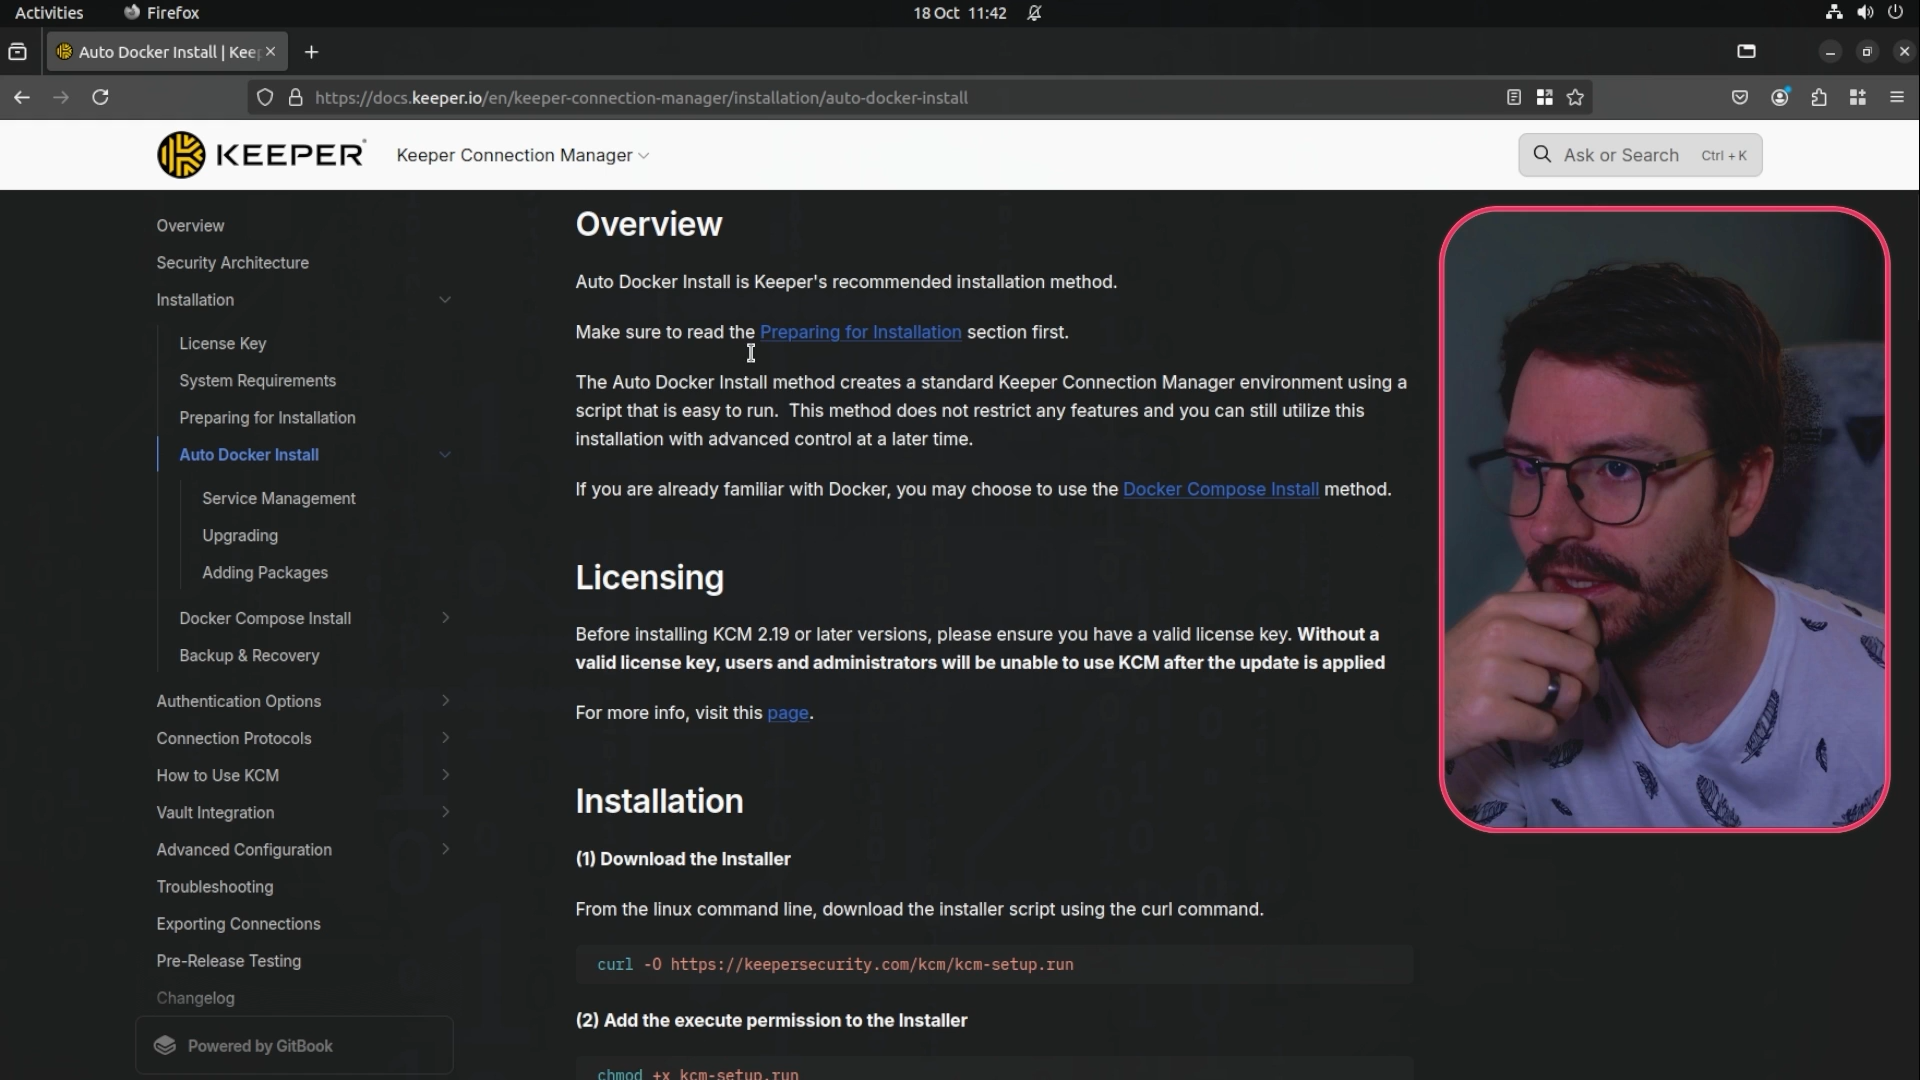 Activities
Firefox
18 Oct 11:42
Auto Docker Install | Keep
https://docs.keeper.io/en/keeper-connection-manager/installation/auto-docker-install
KEEPER
Keeper Connection Manager
Ask or Search
Ctrl + K
Overview
Security Architecture
Installation
License Key
System Requirements
Preparing for Installation
Auto Docker Install
Service Management
Upgrading
Adding Packages
Docker Compose Install
Backup & Recovery
Authentication Options
Connection Protocols
How to Use KCM
Vault Integration
Advanced Configuration
Troubleshooting
Exporting Connections
Pre-Release Testing
Changelog
Powered by GitBook
Overview
Auto Docker Install is Keeper's recommended installation method.
Make sure to read the Preparing for Installation section first.
The Auto Docker Install method creates a standard Keeper Connection Manager environment using a
script that is easy to run.  This method does not restrict any features and you can still utilize this
installation with advanced control at a later time.
If you are already familiar with Docker, you may choose to use the Docker Compose Install method.
Licensing
Before installing KCM 2.19 or later versions, please ensure you have a valid license key. Without a
valid license key, users and administrators will be unable to use KCM after the update is applied
For more info, visit this page.
Installation
(1) Download the Installer
From the linux command line, download the installer script using the curl command.
curl -O https://keepersecurity.com/kcm/kcm-setup.run
(2) Add the execute permission to the Installer
chmod +x kcm-setup.run